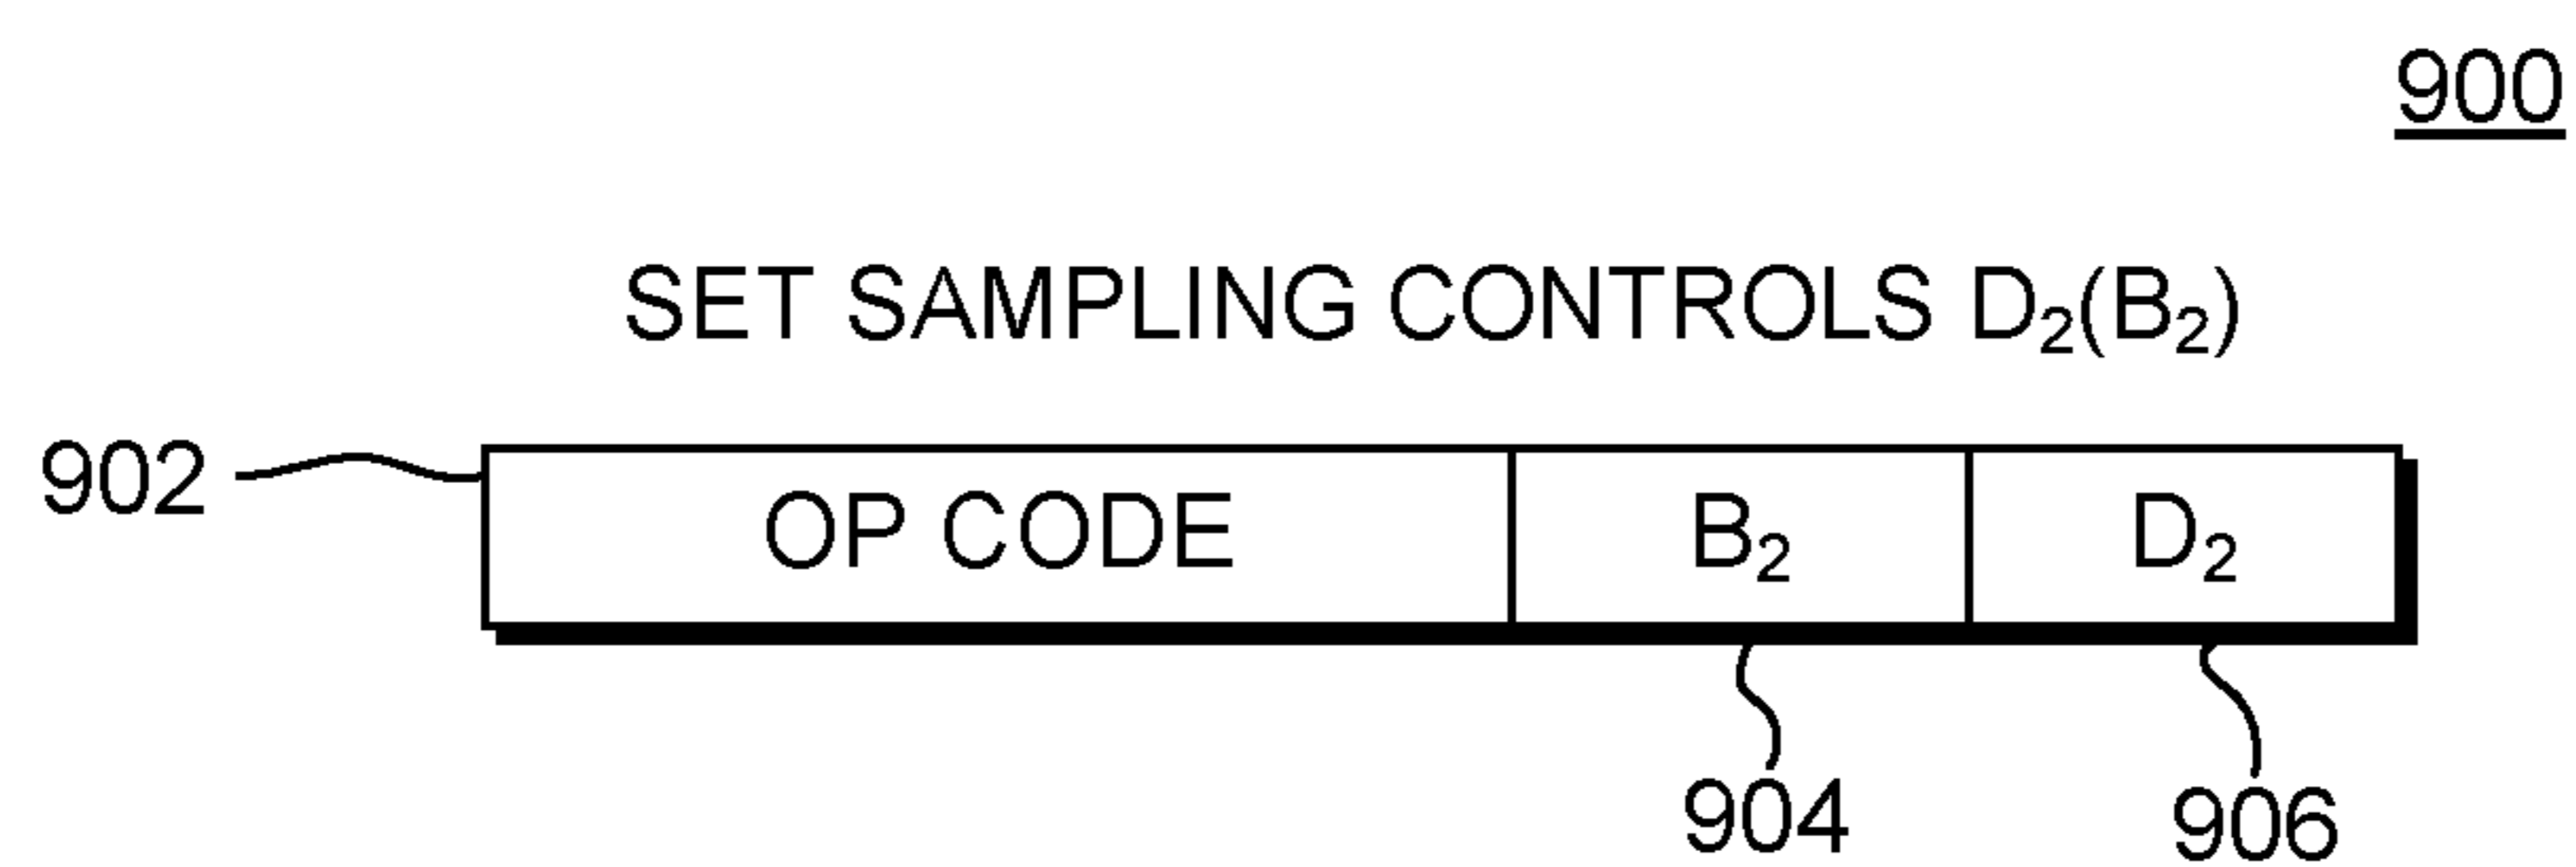 900
SET SAMPLING CONTROLS D₂(B₂)
902
OP CODE B₂ D₂
904 906